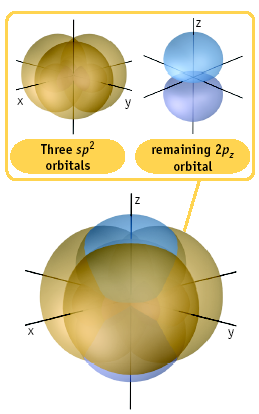 z
x
y
Three sp²
orbitals
remaining 2pz
orbital
z
x
y